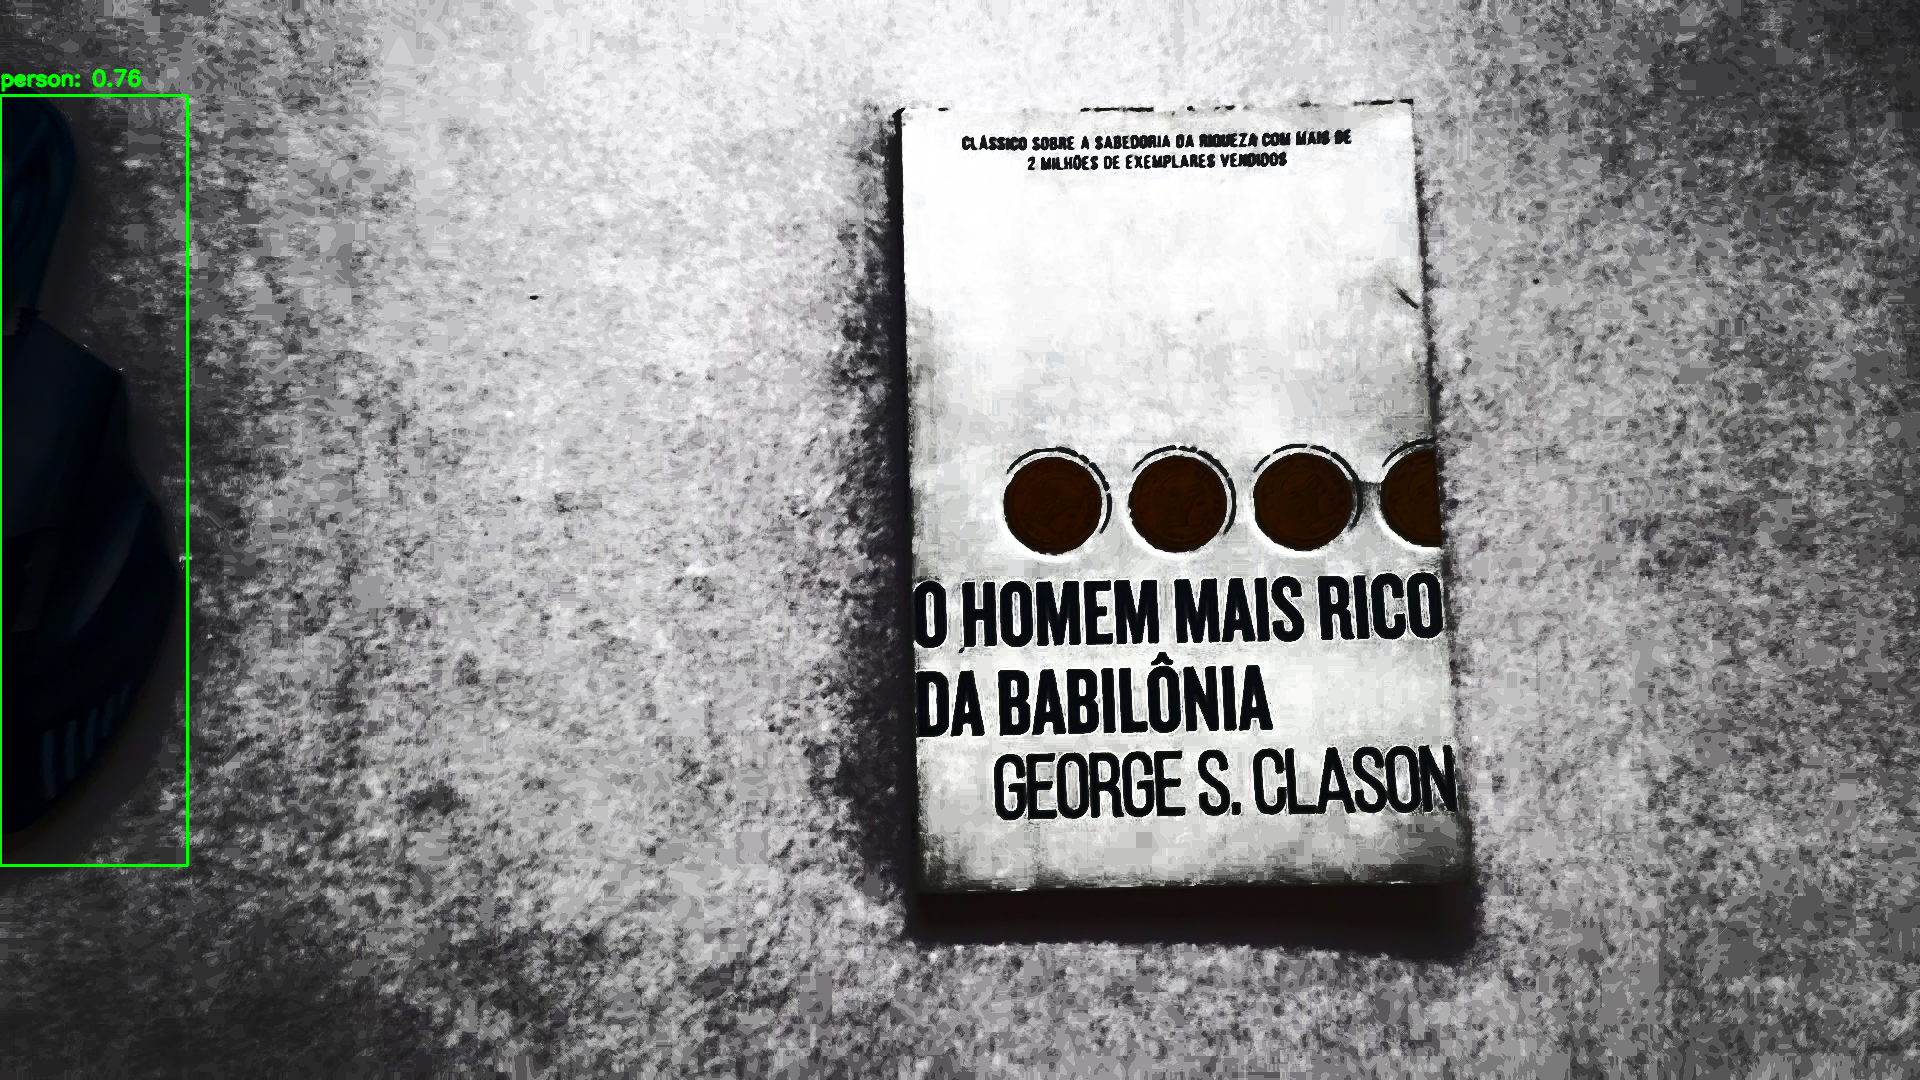 person: 0.76
CLÁSSICO SOBRE A SABEDORIA DA RIQUEZA COM MAIS DE
2 MILHÕES DE EXEMPLARES VENDIDOS
O HOMEM MAIS RICO
DA BABILÔNIA
GEORGE S. CLASON